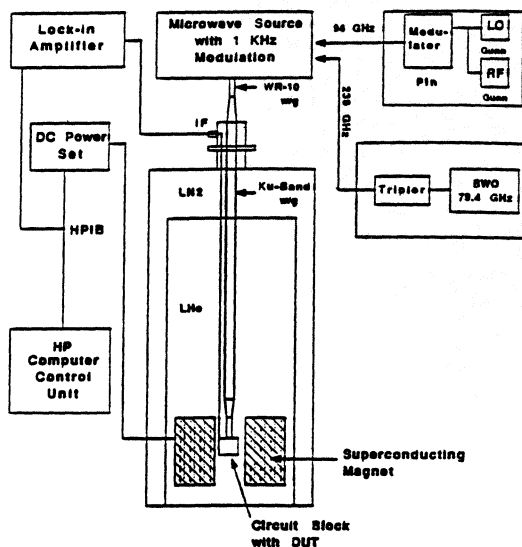 Lock-in
Amplifier
Microwave Source
with 1 KHz
Modulation
94 GHz
Modu-
lator
Pin
LO
Gunn
RF
Gunn
WR-10
wg
IF
DC Power
Set
238 GHz
Tripler
BWO
79.4 GHz
LN2
Ku-Band
wg
HPIB
LHe
HP
Computer
Control
Unit
Superconducting
Magnet
Circuit Block
with DUT